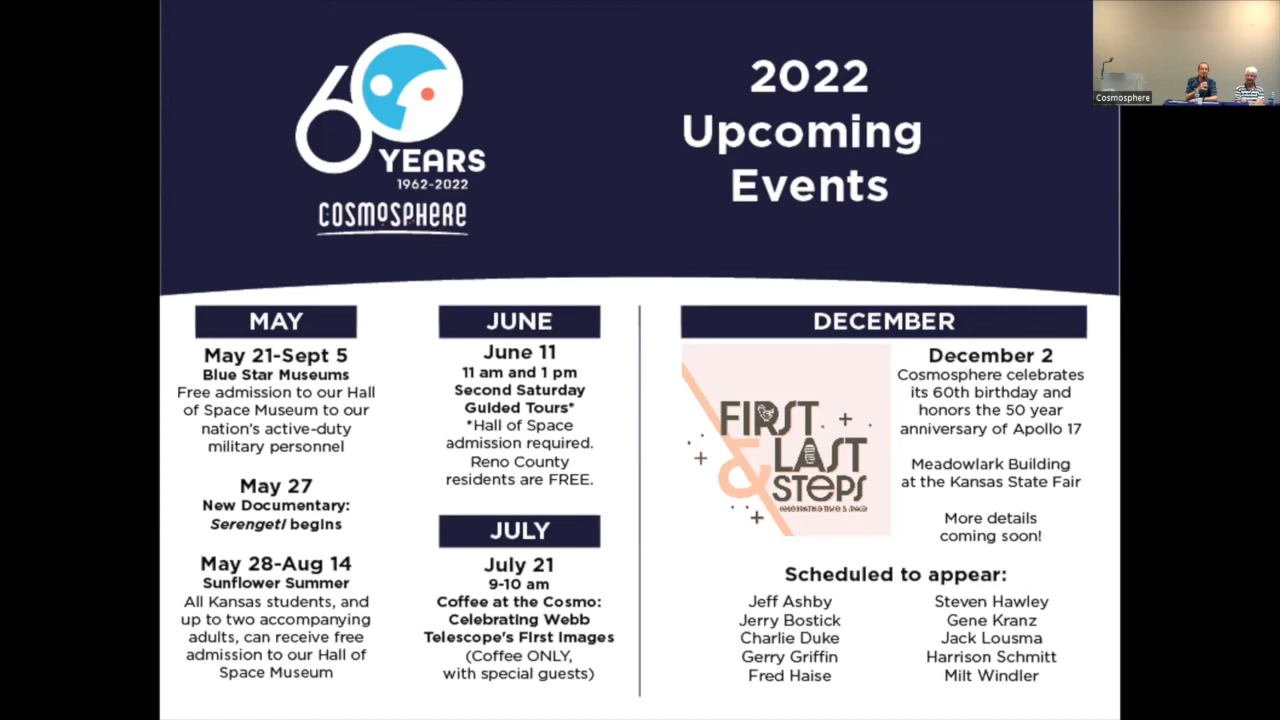 60
YEARS
1962-2022
COSMOSPHERE
2022
Upcoming
Events
Cosmosphere
MAY
May 21-Sept 5
Blue Star Museums
Free admission to our Hall
of Space Museum to our
nation's active-duty
military personnel
May 27
New Documentary:
Serengeti begins
May 28-Aug 14
Sunflower Summer
All Kansas students, and
up to two accompanying
adults, can receive free
admission to our Hall of
Space Museum
JUNE
June 11
11 am and 1 pm
Second Saturday
Guided Tours*
*Hall of Space
admission required.
Reno County
residents are FREE.
JULY
July 21
9-10 am
Coffee at the Cosmo:
Celebrating Webb
Telescope's First Images
(Coffee ONLY,
with special guests)
DECEMBER
FIRST
& LAST
STEPS
CELEBRATING TIME & SPACE
December 2
Cosmosphere celebrates
its 60th birthday and
honors the 50 year
anniversary of Apollo 17
Meadowlark Building
at the Kansas State Fair
More details
coming soon!
Scheduled to appear:
Jeff Ashby
Jerry Bostick
Charlie Duke
Gerry Griffin
Fred Haise
Steven Hawley
Gene Kranz
Jack Lousma
Harrison Schmitt
Milt Windler